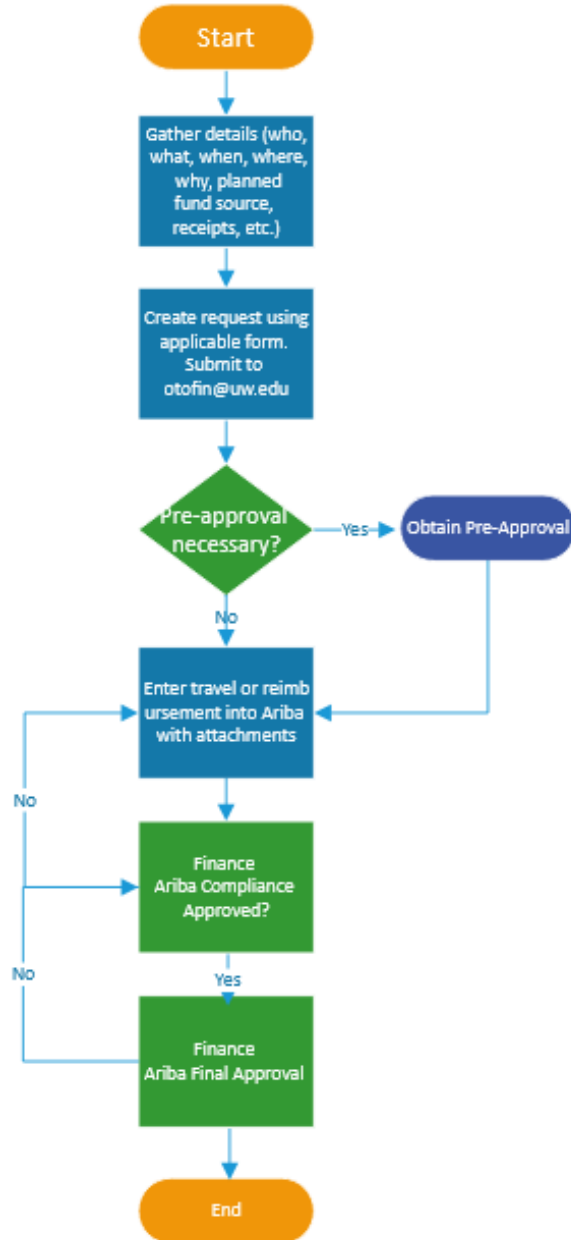 Start
Gather details (who,
what, when, where,
why, planned
fund source,
receipts, etc.)
Create request using
applicable form.
Submit to
otofin@uw.edu
Pre-approval
necessary?
Yes
Obtain Pre-Approval
No
Enter travel or reimb
ursement into Ariba
with attachments
No
Finance
Ariba Compliance
Approved?
No
Yes
Finance
Ariba Final Approval
End